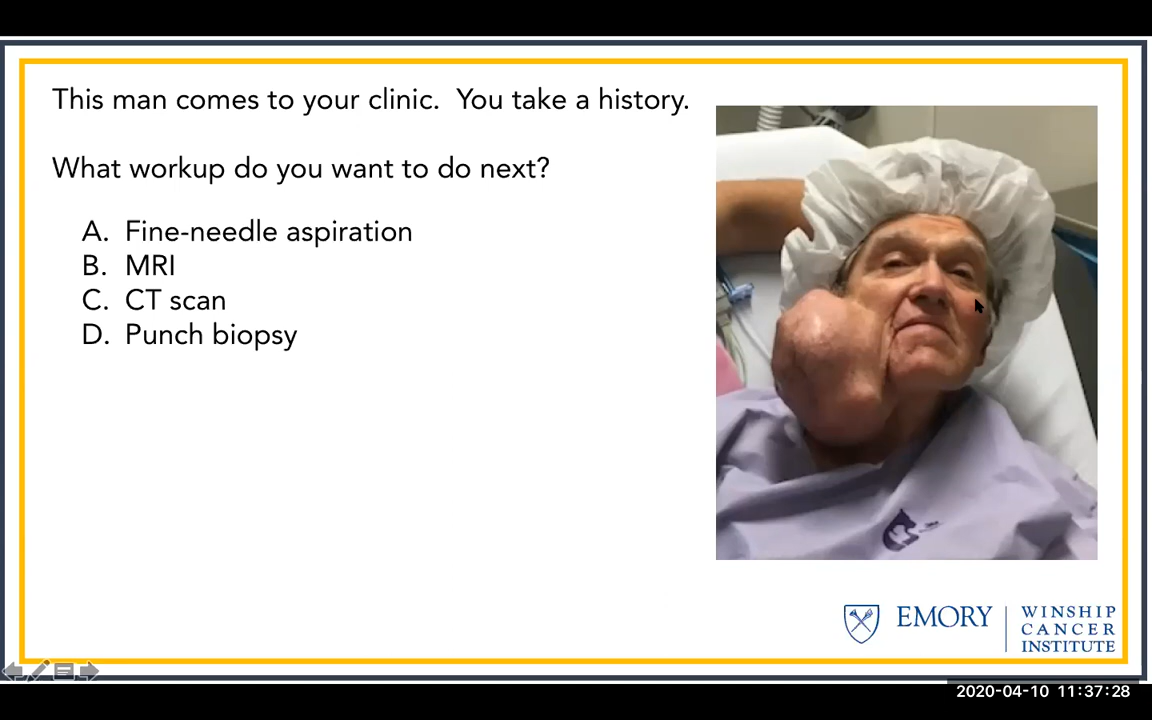 This man comes to your clinic.  You take a history.
What workup do you want to do next?
A. Fine-needle aspiration
B. MRI
C. CT scan
D. Punch biopsy
EMORY
WINSHIP
CANCER
INSTITUTE
2020-04-10 11:37:28